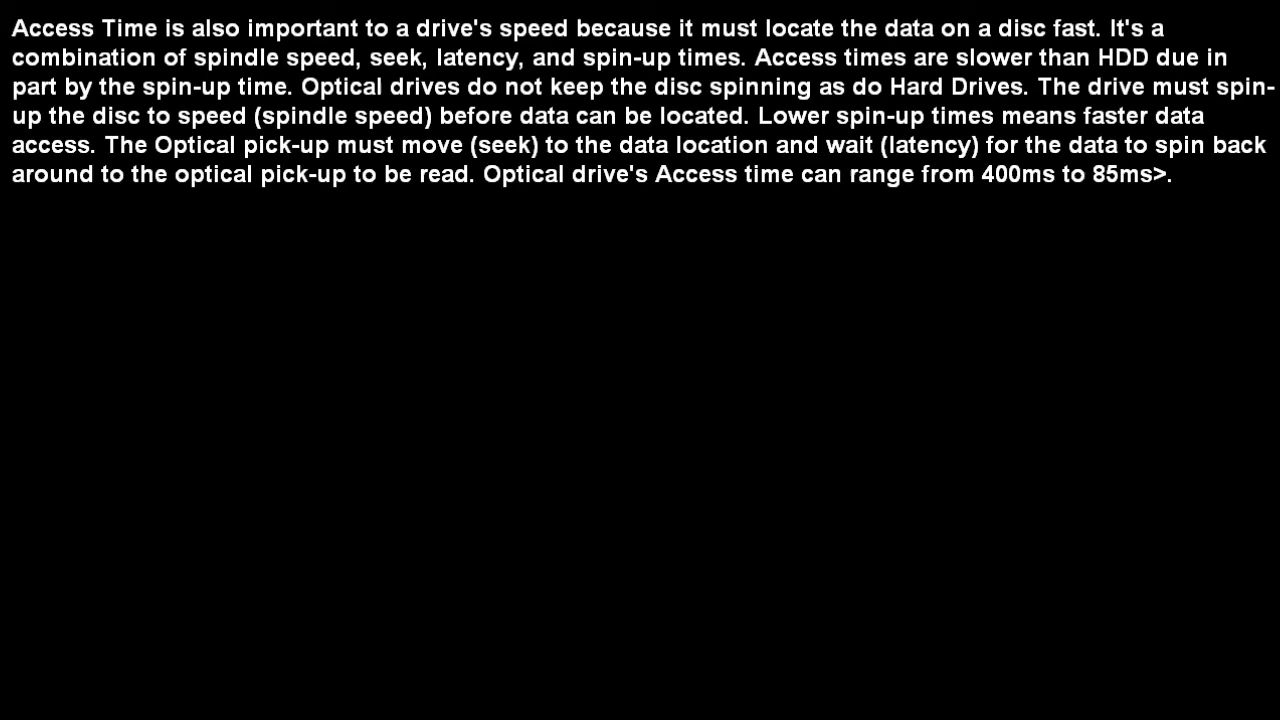 Access Time is also important to a drive's speed because it must locate the data on a disc fast. It's a
combination of spindle speed, seek, latency, and spin-up times. Access times are slower than HDD due in
part by the spin-up time. Optical drives do not keep the disc spinning as do Hard Drives. The drive must spin-
up the disc to speed (spindle speed) before data can be located. Lower spin-up times means faster data
access. The Optical pick-up must move (seek) to the data location and wait (latency) for the data to spin back
around to the optical pick-up to be read. Optical drive's Access time can range from 400ms to 85ms>.